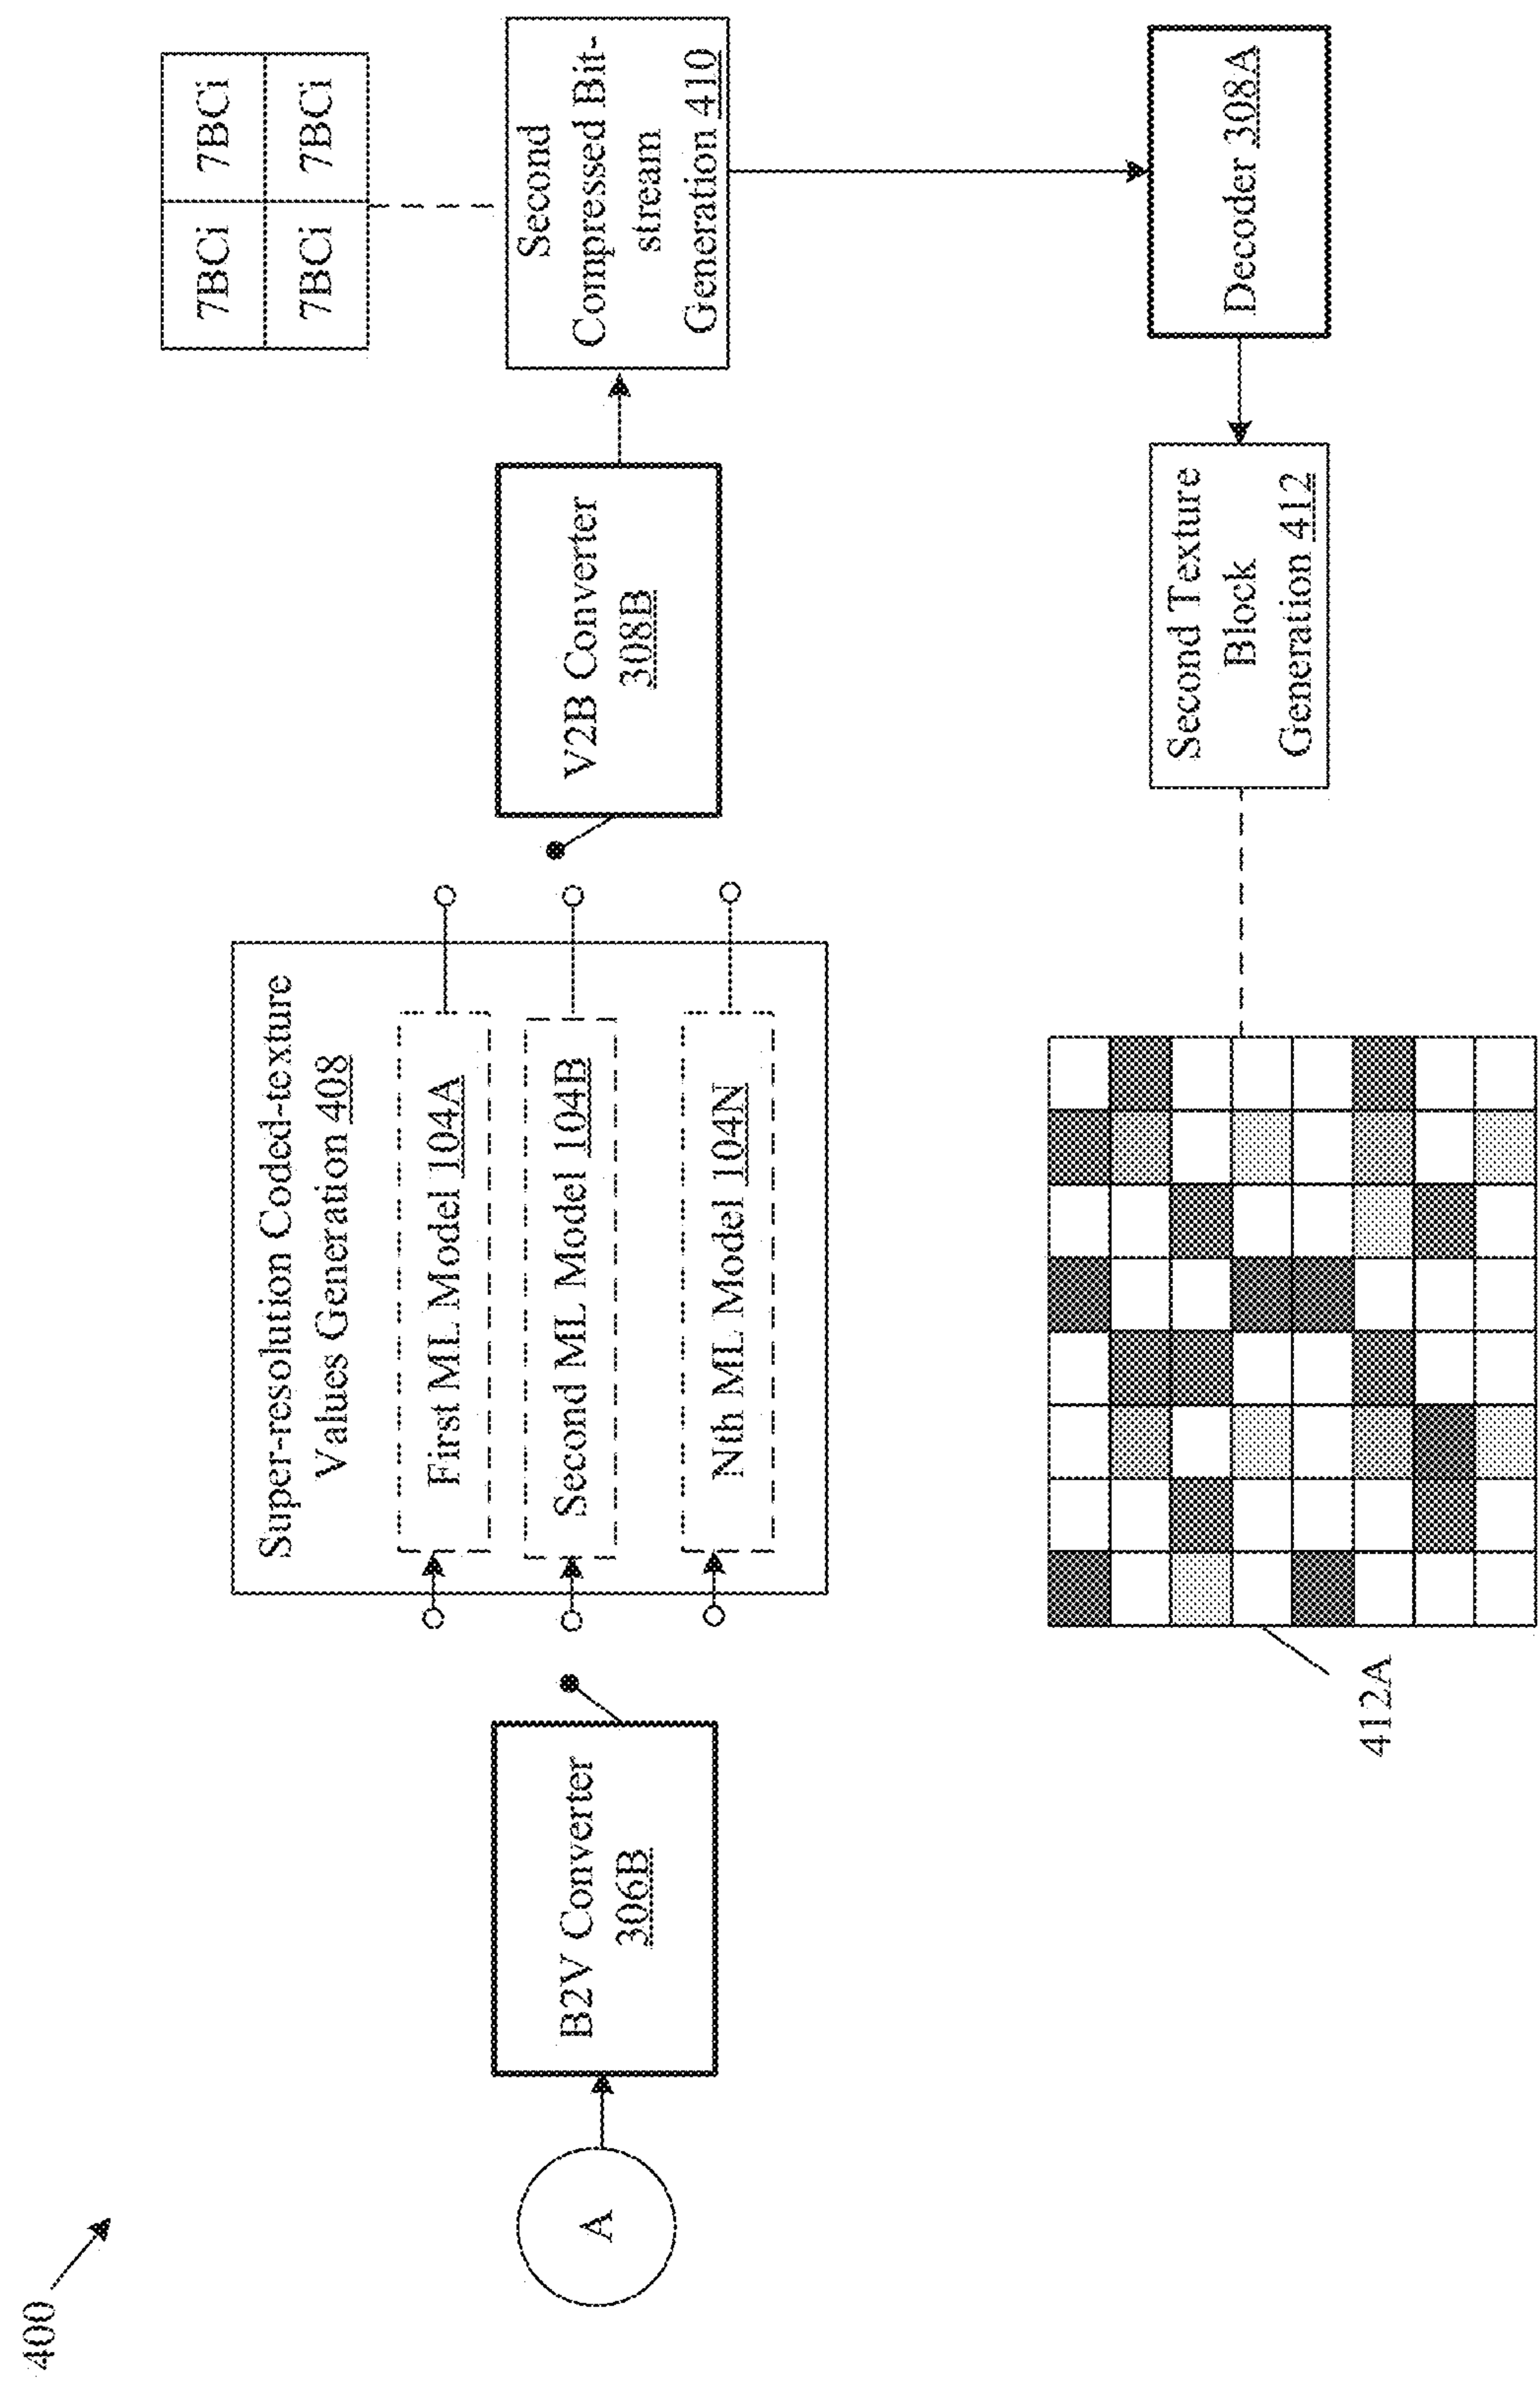 400
A
B2V Converter
306B
Super-resolution Coded-texture
Values Generation 408
First ML Model 104A
Second ML Model 104B
Nth ML Model 104N
V2B Converter
308B
7BCi
7BCi
7BCi
7BCi
Second
Compressed Bit-
stream
Generation 410
Decoder 308A
Second Texture
Block
Generation 412
412A